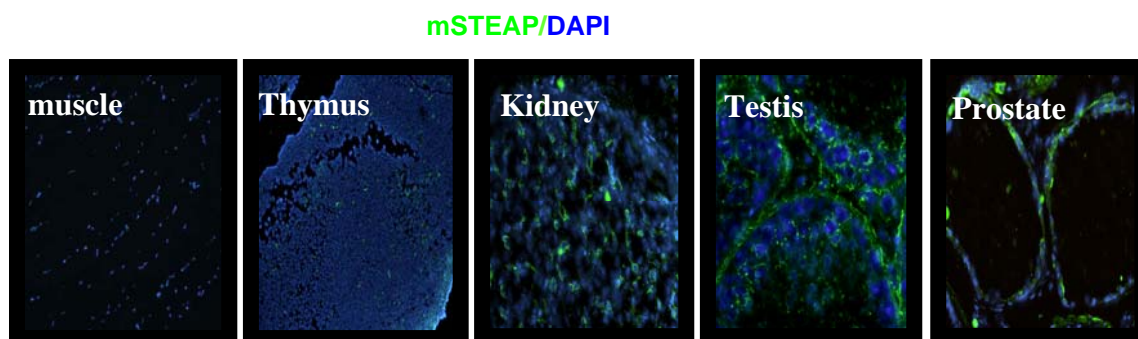 mSTEAP/DAPI
muscle
Thymus
Kidney
Testis
Prostate